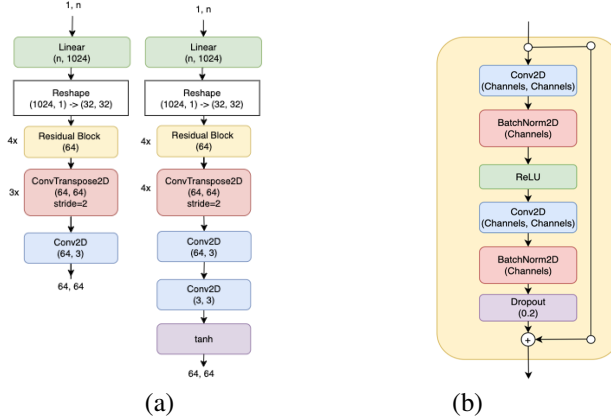 1, n
Linear
(n, 1024)
Reshape
(1024, 1) -> (32, 32)
4x
Residual Block
(64)
3x
ConvTranspose2D
(64, 64)
stride=2
Conv2D
(64, 3)
64, 64
1, n
Linear
(n, 1024)
Reshape
(1024, 1) -> (32, 32)
4x
Residual Block
(64)
4x
ConvTranspose2D
(64, 64)
stride=2
Conv2D
(64, 3)
Conv2D
(3, 3)
tanh
64, 64
(a)
Conv2D
(Channels, Channels)
BatchNorm2D
(Channels)
ReLU
Conv2D
(Channels, Channels)
BatchNorm2D
(Channels)
Dropout
(0.2)
+
(b)